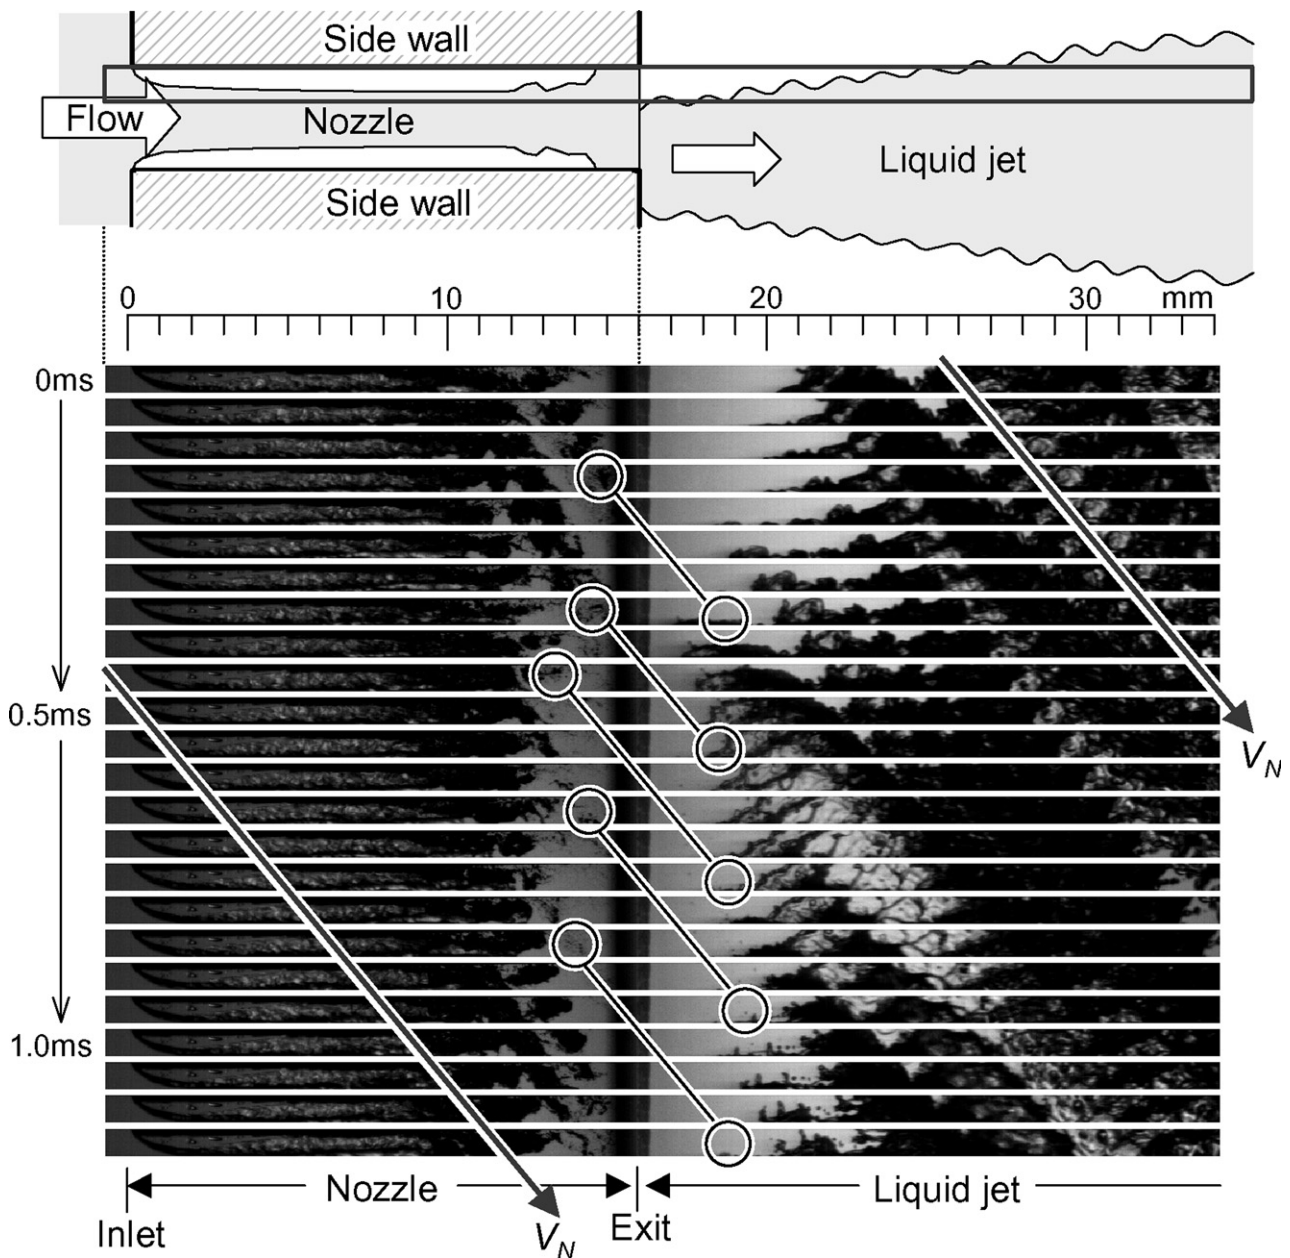 Side wall
Flow
Nozzle
Liquid jet
Side wall
0 10 20 30 mm
0ms
0.5ms
V_N
1.0ms
Nozzle
Liquid jet
Inlet
V_N
Exit